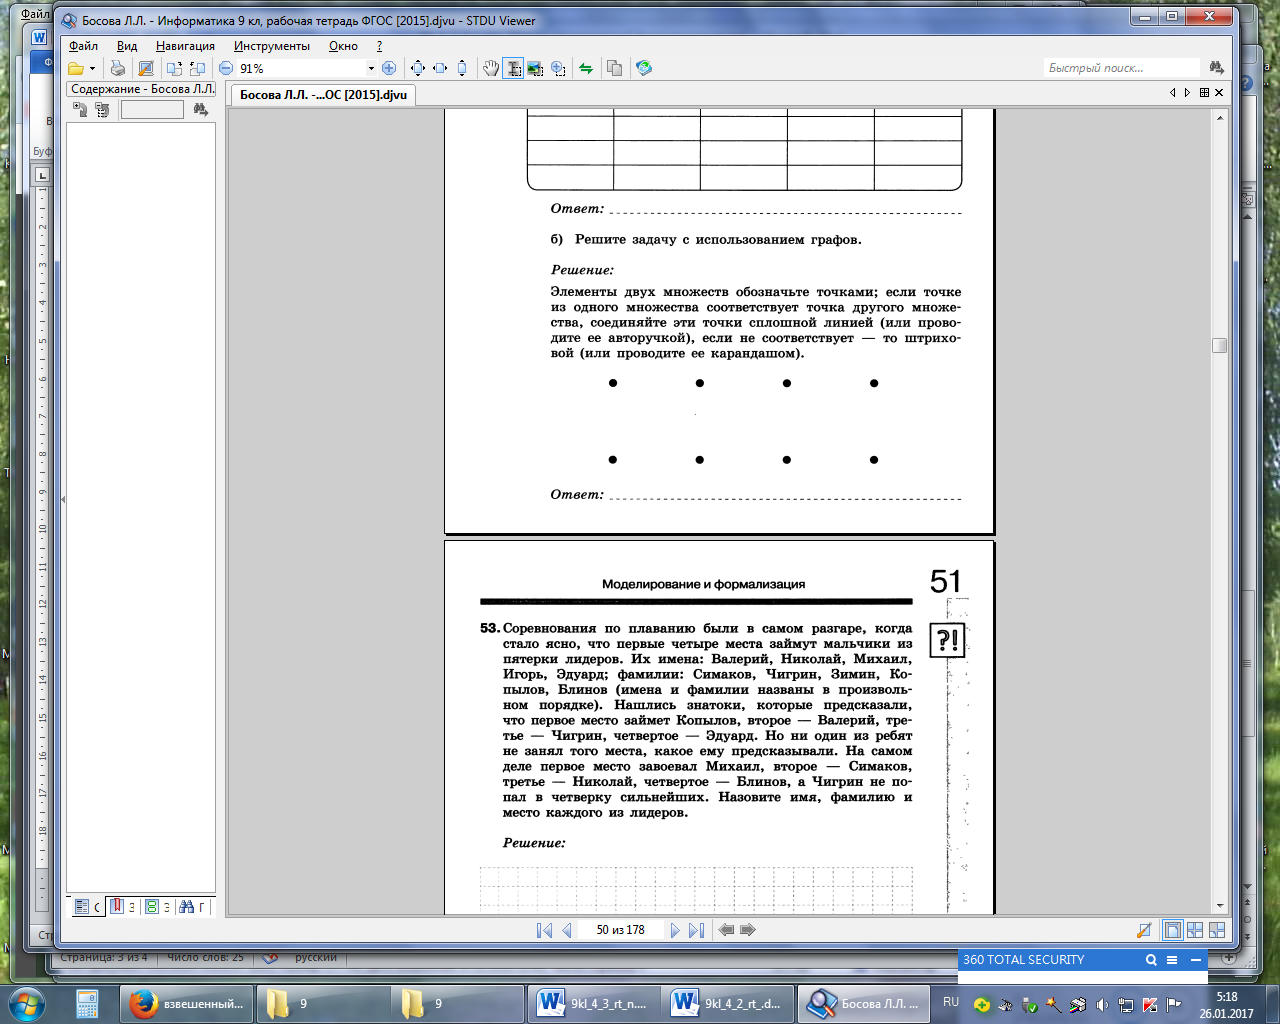 Файл
Босова Л.Л. - Информатика 9 кл, рабочая тетрадь ФГОС [2015].djvu - STDU Viewer
Файл Вид Навигация Инструменты Окно ?
91%
Быстрый поиск...
Содержание - Босова Л.Л.
Босова Л.Л. -...ОС [2015].djvu
Буф
Ответ:
б) Решите задачу с использованием графов.
Решение:
Элементы двух множеств обозначьте точками; если точке
из одного множества соответствует точка другого множе-
ства, соединяйте эти точки сплошной линией (или прово-
дите ее авторучкой), если не соответствует — то штрихо-
вой (или проводите ее карандашом).
Ответ:
Моделирование и формализация
51
53. Соревнования по плаванию были в самом разгаре, когда
стало ясно, что первые четыре места займут мальчики из
пятерки лидеров. Их имена: Валерий, Николай, Михаил,
Игорь, Эдуард; фамилии: Симаков, Чигрин, Зимин, Ко-
пылов, Блинов (имена и фамилии названы в произволь-
ном порядке). Нашлись знатоки, которые предсказали,
что первое место займет Копылов, второе — Валерий, тре-
тье — Чигрин, четвертое — Эдуард. Но ни один из ребят
не занял того места, какое ему предсказывали. На самом
деле первое место завоевал Михаил, второе — Симаков,
третье — Николай, четвертое — Блинов, а Чигрин не по-
пал в четверку сильнейших. Назовите имя, фамилию и
место каждого из лидеров.
?!
Решение:
50 из 178
Страница: 3 из 4 Число слов: 25 русский
360 TOTAL SECURITY
взвешенный...
9
9
9kl_4_3_rt_n....
9kl_4_2_rt_.d...
Босова Л.Л. ...
RU
5:18
26.01.2017